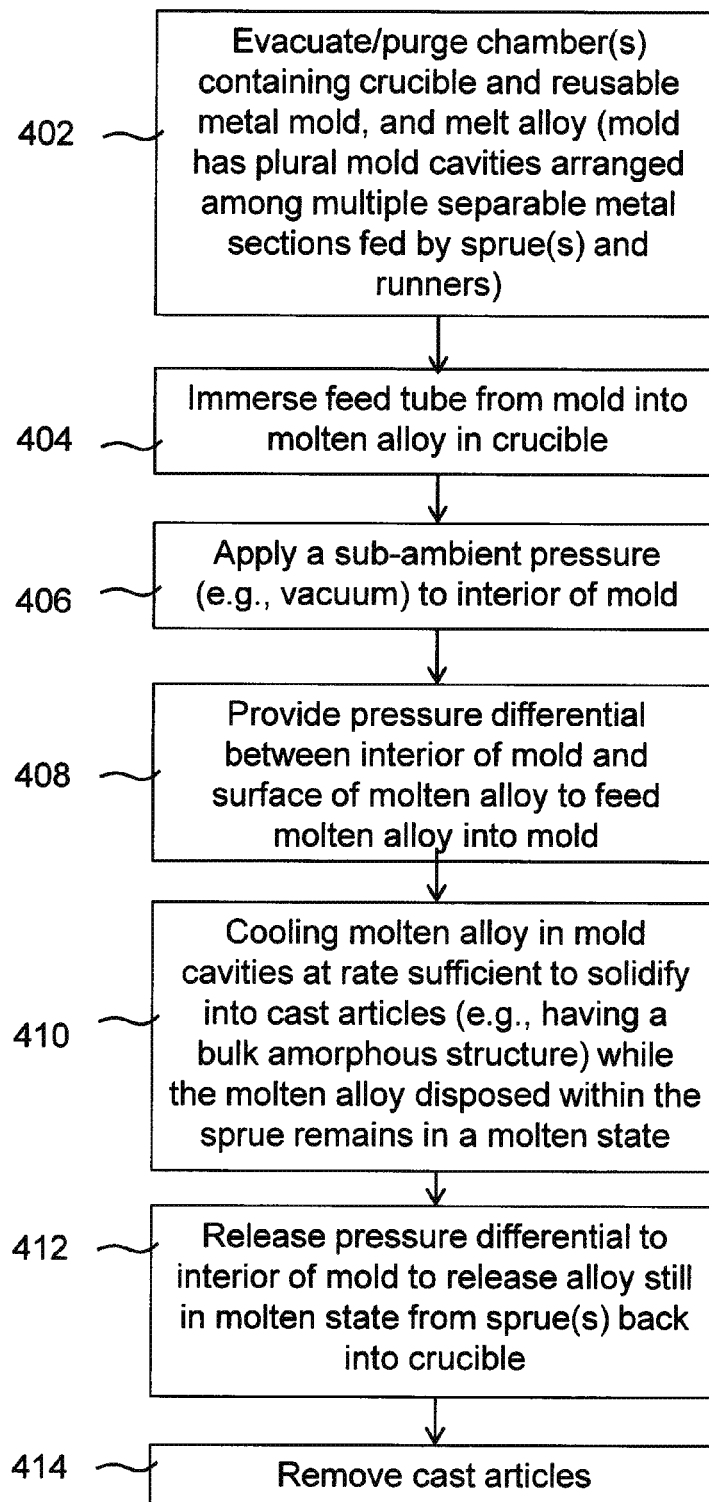 Evacuate/purge chamber(s)
containing crucible and reusable
402
metal mold, and melt alloy (mold
has plural mold cavities arranged
among multiple separable metal
sections fed by sprue(s) and
runners)
Immerse feed tube from mold into
404
molten alloy in crucible
Apply a sub-ambient pressure
406
(e.g., vacuum) to interior of mold
Provide pressure differential
between interior of mold and
408
surface of molten alloy to feed
molten alloy into mold
Cooling molten alloy in mold
cavities at rate sufficient to solidify
into cast articles (e.g., having a
410
bulk amorphous structure) while
the molten alloy disposed within the
sprue remains in a molten state
412
Release pressure differential to
interior of mold to release alloy still
in molten state from sprue(s) back
into crucible
414
Remove cast articles